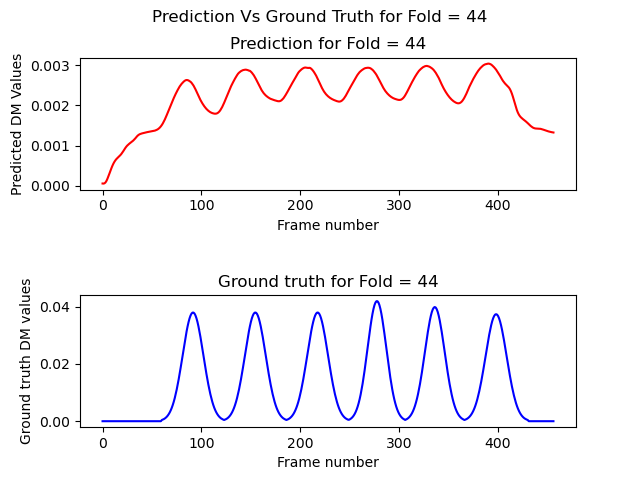 Prediction Vs Ground Truth for Fold = 44
Prediction for Fold = 44
Predicted DM Values
0.003
0.002
0.001
0.000
0 100 200 300 400
Frame number
Ground truth for Fold = 44
Ground truth DM values
0.04
0.02
0.00
0 100 200 300 400
Frame number